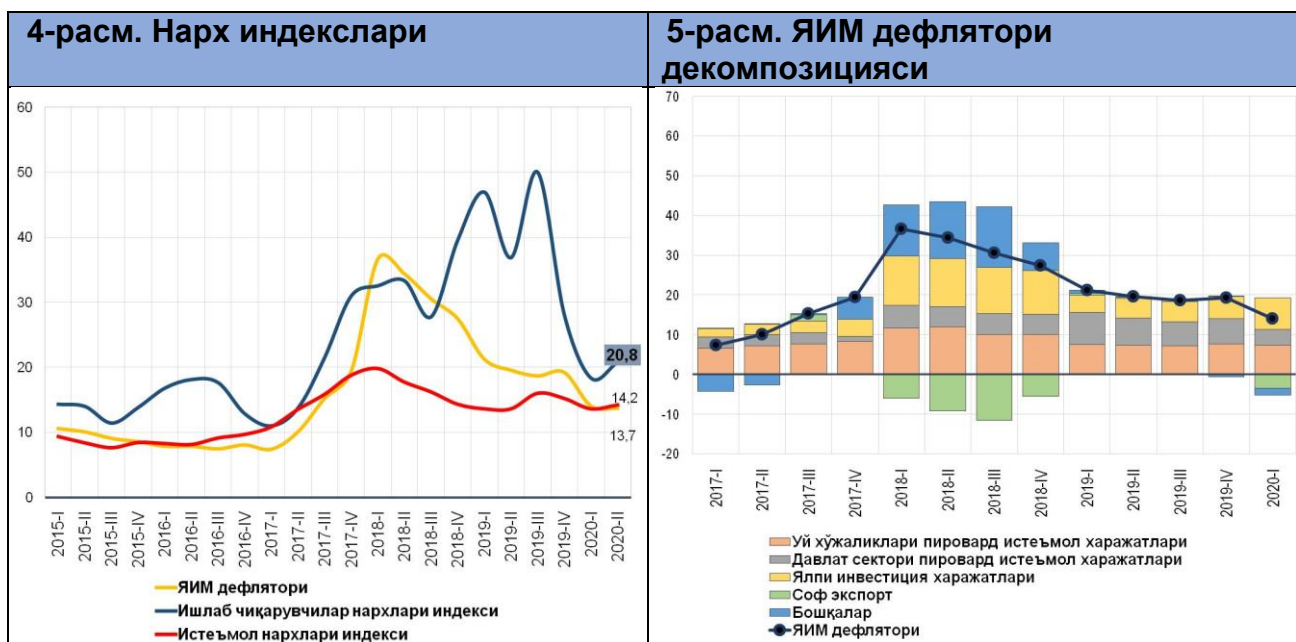 4-расм. Нарх индекслари
60
50
40
30
20
10
0
20,8
14,2
13,7
2015-I
2015-II
2015-III
2015-IV
2016-I
2016-II
2016-III
2016-IV
2017-I
2017-II
2017-III
2017-IV
2018-I
2018-II
2018-III
2018-IV
2019-I
2019-II
2019-III
2019-IV
2020-I
2020-II
ЯИМ дефлятори
Ишлаб чиқарувчилар нархлари индекси
Истеъмол нархлари индекси
5-расм. ЯИМ дефлятори
декомпозицияси
70
60
50
40
30
20
10
0
-10
-20
2017-I
2017-II
2017-III
2017-IV
2018-I
2018-II
2018-III
2018-IV
2019-I
2019-II
2019-III
2019-IV
2020-I
Уй хўжаликлари пировард истеъмол харажатлари
Давлат сектори пировард истеъмол харажатлари
Ялпи инвестиция харажатлари
Соф экспорт
Бошқалар
ЯИМ дефлятори